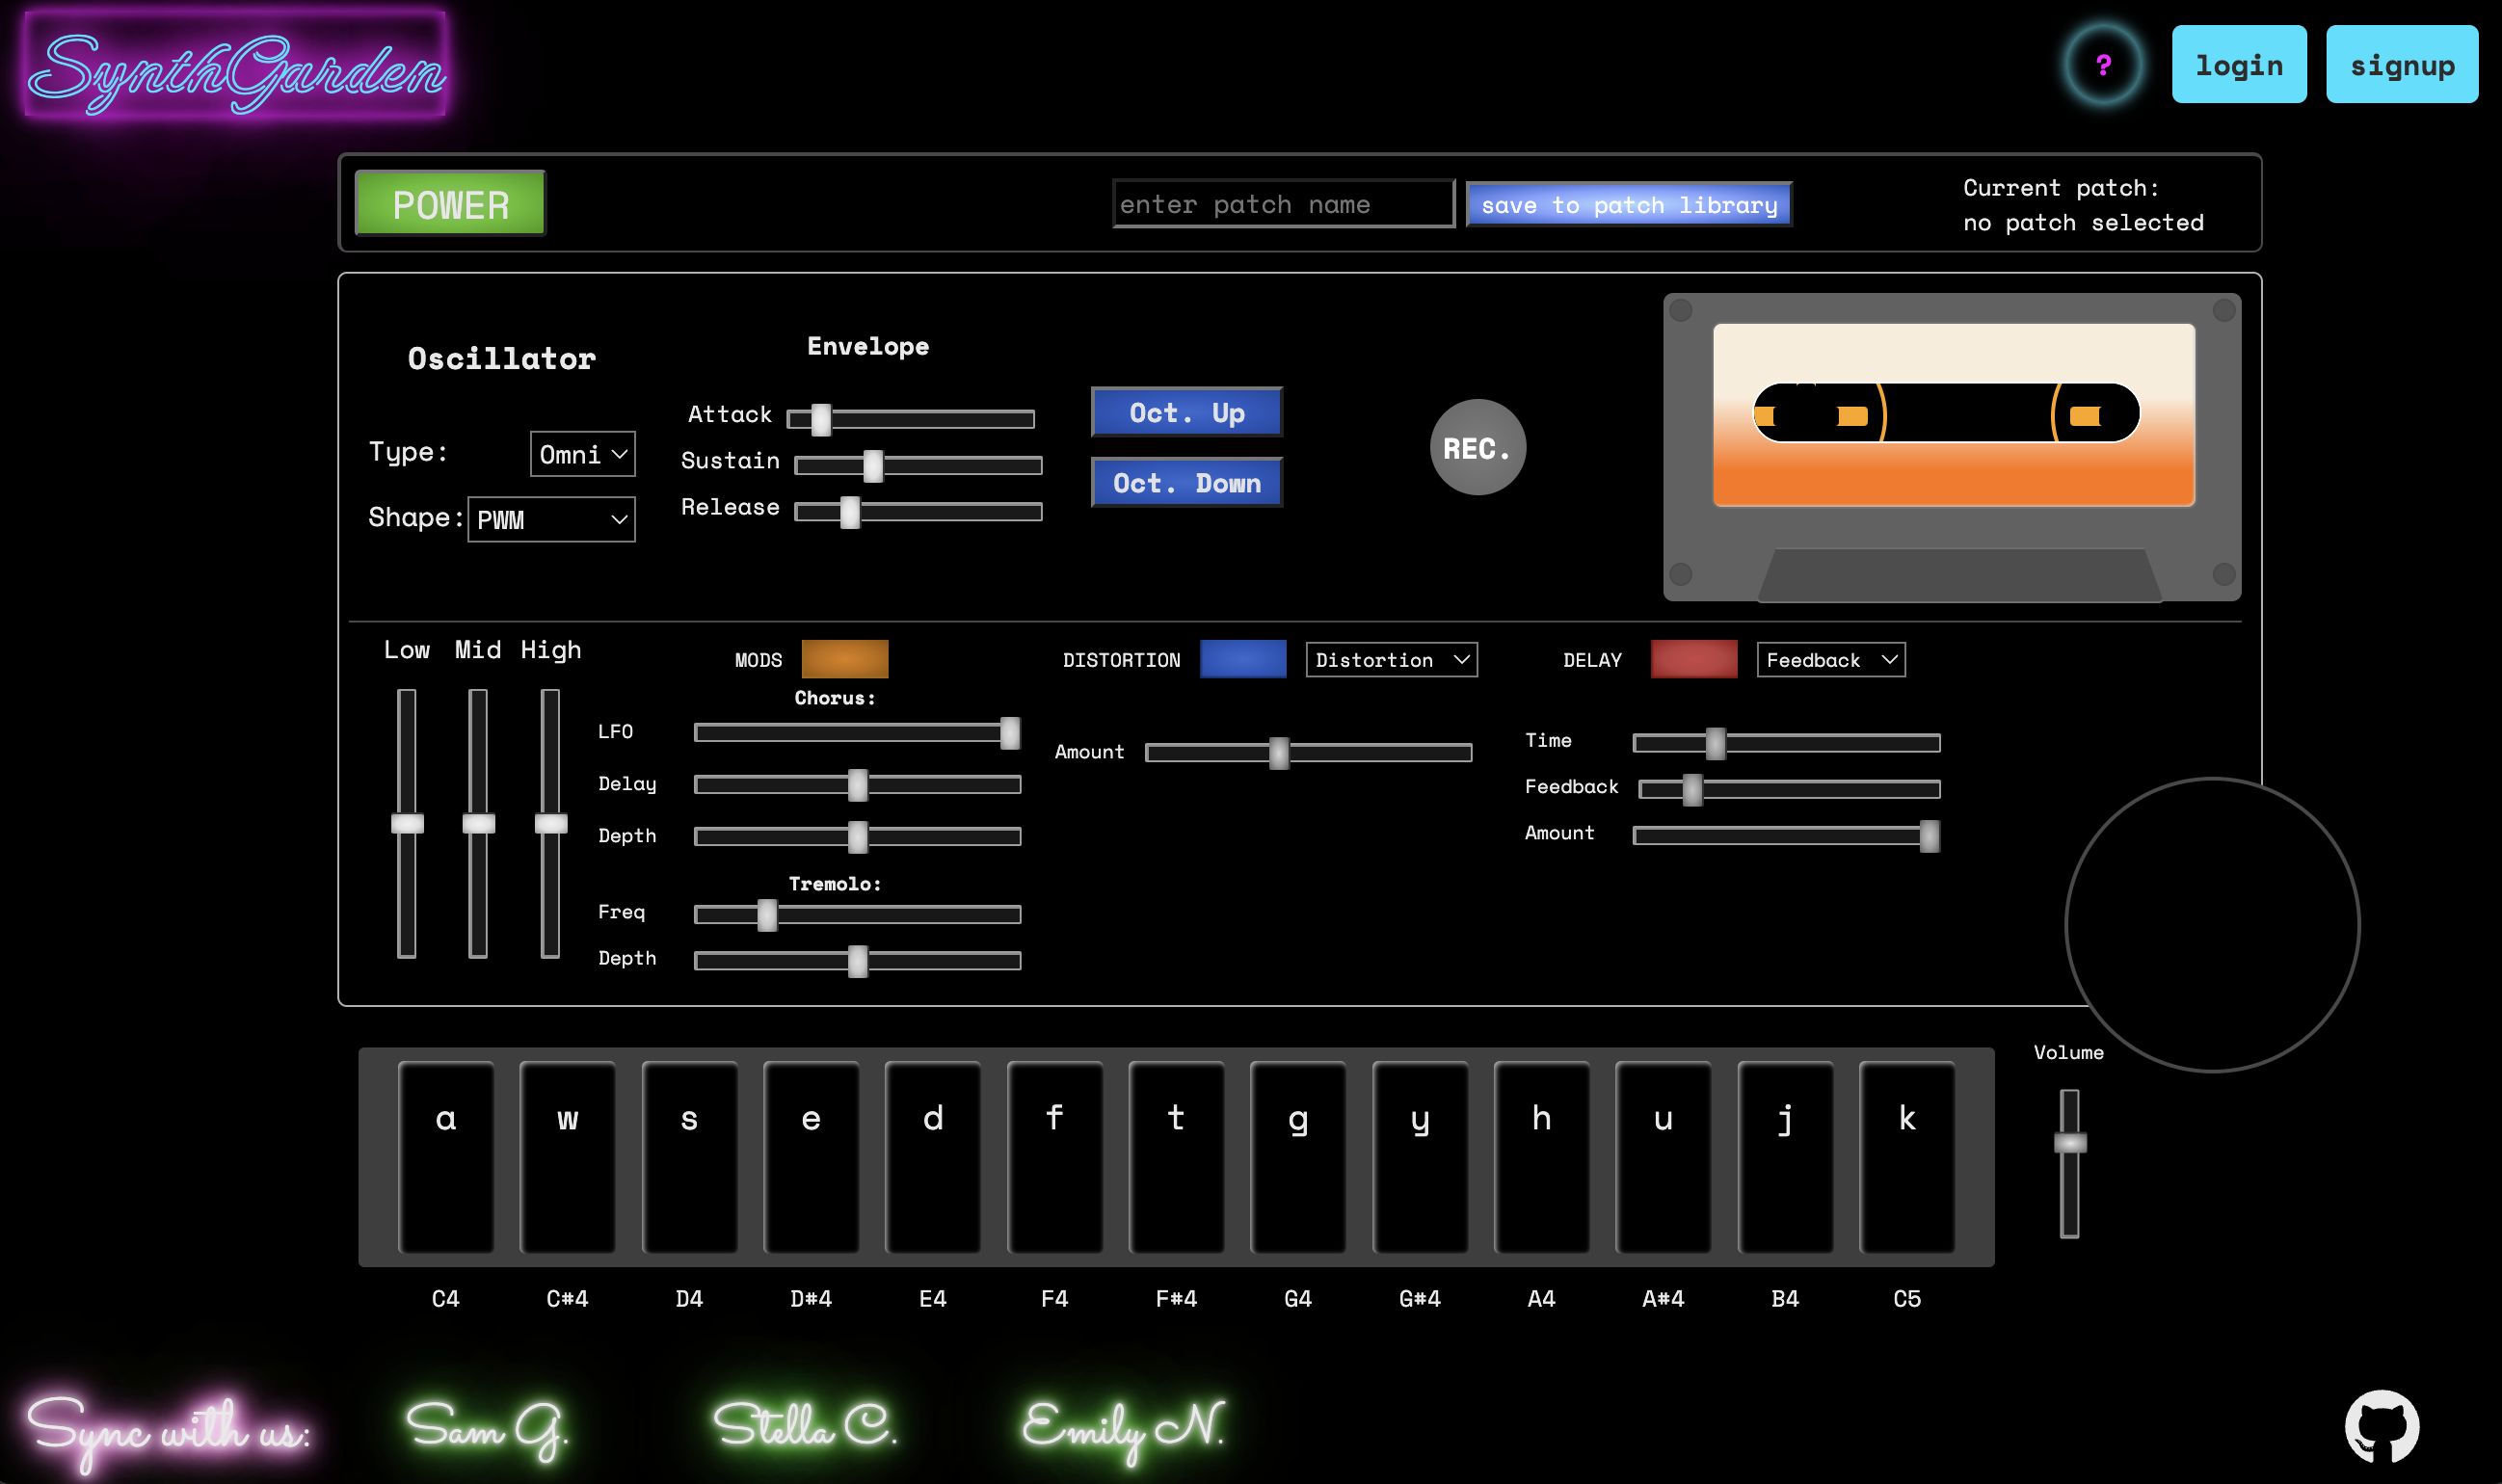 SynthGarden
? login signup
POWER
enter patch name save to patch library
Current patch:
no patch selected
Oscillator
Type: Omni
Shape: PWM
Envelope
Attack
Sustain
Release
Oct. Up
Oct. Down
REC.
Low Mid High
MODS
Chorus:
LFO
Delay
Depth
Tremolo:
Freq
Depth
DISTORTION Distortion
Amount
DELAY Feedback
Time
Feedback
Amount
a w s e d f t g y h u j k
C4 C#4 D4 D#4 E4 F4 F#4 G4 G#4 A4 A#4 B4 C5
Volume
Sync with us: Sam G. Stella C. Emily N.